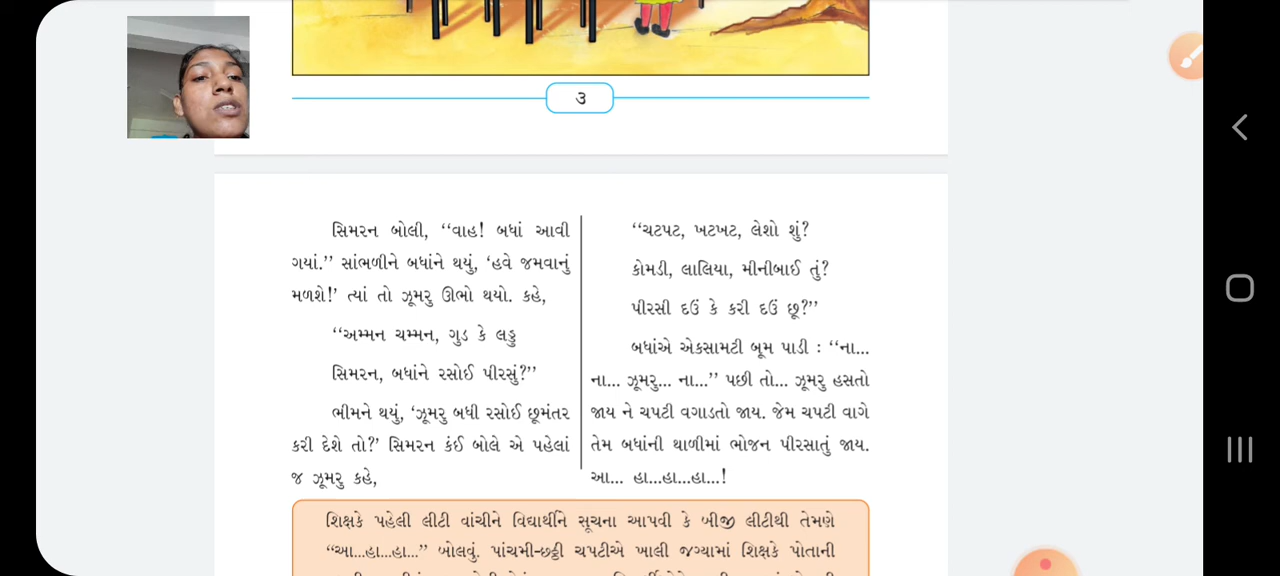 ૩
સિમરન બોલી, “વાહ! બધાં આવી
ગયાં.” સાંભળીને બધાંને થયું, ‘હવે જમવાનું
મળશે!’ ત્યાં તો ઝૂમરુ ઊભો થયો. કહે,
“અમ્મન ચમ્મન, ગુડ કે લડ્ડુ
સિમરન, બધાંને રસોઈ પીરસું?”
ભીમને થયું, ‘ઝૂમરુ બધી રસોઈ છૂમંતર
કરી દેશે તો?’ સિમરન કંઈ બોલે એ પહેલાં
જ ઝૂમરુ કહે,
“ચટપટ, ખટખટ, લેશો શું?
કોમડી, લાલિયા, મીનીબાઈ તું?
પીરસી દઉં કે કરી દઉં છૂ?”
બધાંએ એકસામટી બૂમ પાડી : “ના...
ના... ઝૂમરુ... ના...” પછી તો... ઝૂમરુ હસતો
જાય ને ચપટી વગાડતો જાય. જેમ ચપટી વાગે
તેમ બધાંની થાળીમાં ભોજન પીરસાતું જાય.
આ... હા...હા...હા...!
શિક્ષકે પહેલી લીટી વાંચીને વિદ્યાર્થીને સૂચના આપવી કે બીજી લીટીથી તેમણે
“આ...હા...હા...” બોલવું. પાંચમી-છઠ્ઠી ચપટીએ ખાલી જગ્યામાં શિક્ષકે પોતાની